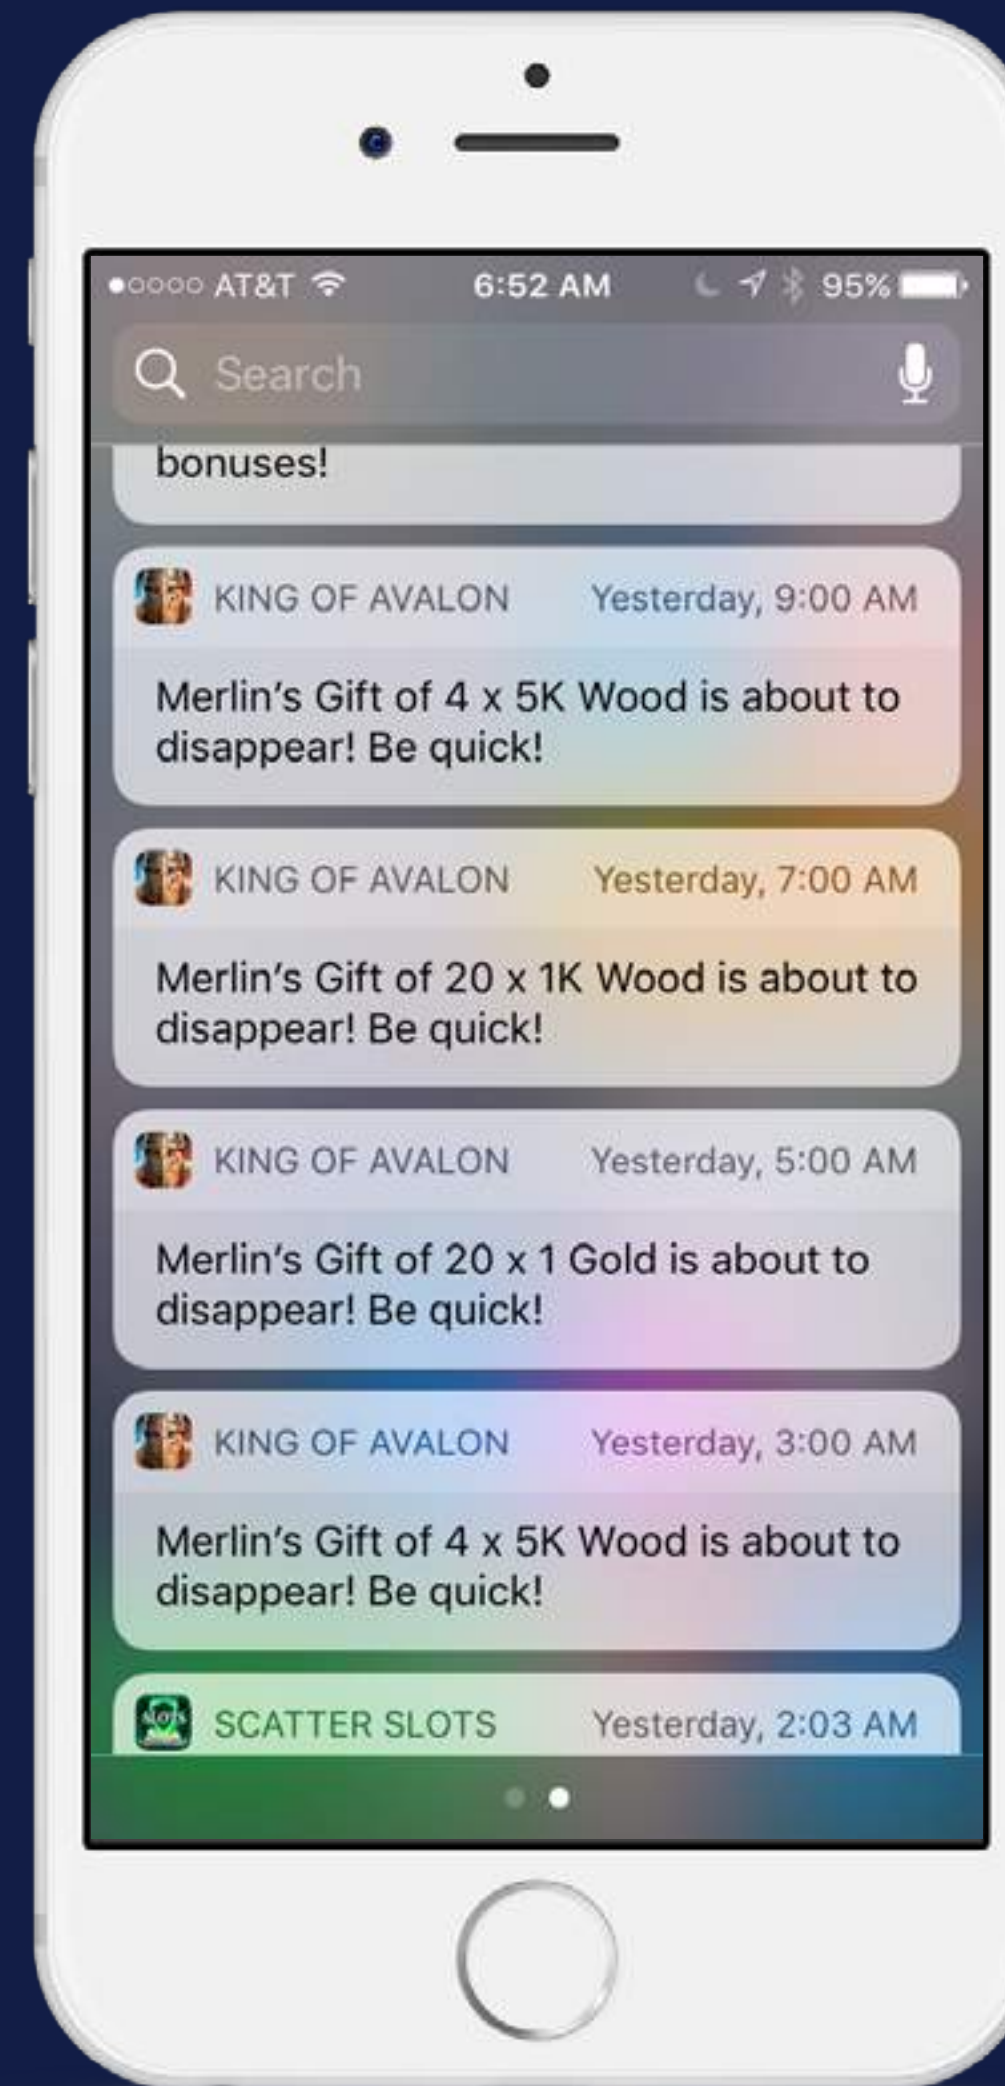 AT&T 6:52 AM 95%
Search
bonuses!
KING OF AVALON Yesterday, 9:00 AM
Merlin's Gift of 4 x 5K Wood is about to
disappear! Be quick!
KING OF AVALON Yesterday, 7:00 AM
Merlin's Gift of 20 x 1K Wood is about to
disappear! Be quick!
KING OF AVALON Yesterday, 5:00 AM
Merlin's Gift of 20 x 1 Gold is about to
disappear! Be quick!
KING OF AVALON Yesterday, 3:00 AM
Merlin's Gift of 4 x 5K Wood is about to
disappear! Be quick!
SLOTS
SCATTER SLOTS Yesterday, 2:03 AM